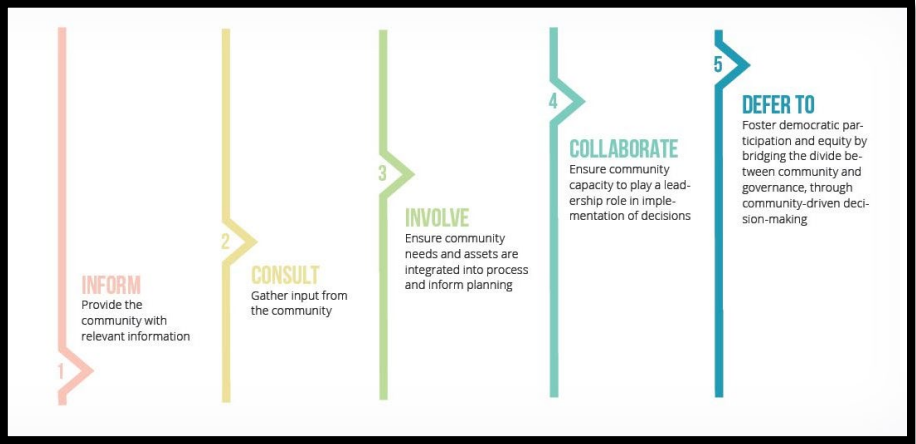 1
INFORM
Provide the
community with
relevant information
2
CONSULT
Gather input from
the community
3
INVOLVE
Ensure community
needs and assets are
integrated into process
and inform planning
4
COLLABORATE
Ensure community
capacity to play a lead-
ership role in imple-
mentation of decisions
5
DEFER TO
Foster democratic par-
ticipation and equity by
bridging the divide be-
tween community and
governance, through
community-driven deci-
sion-making